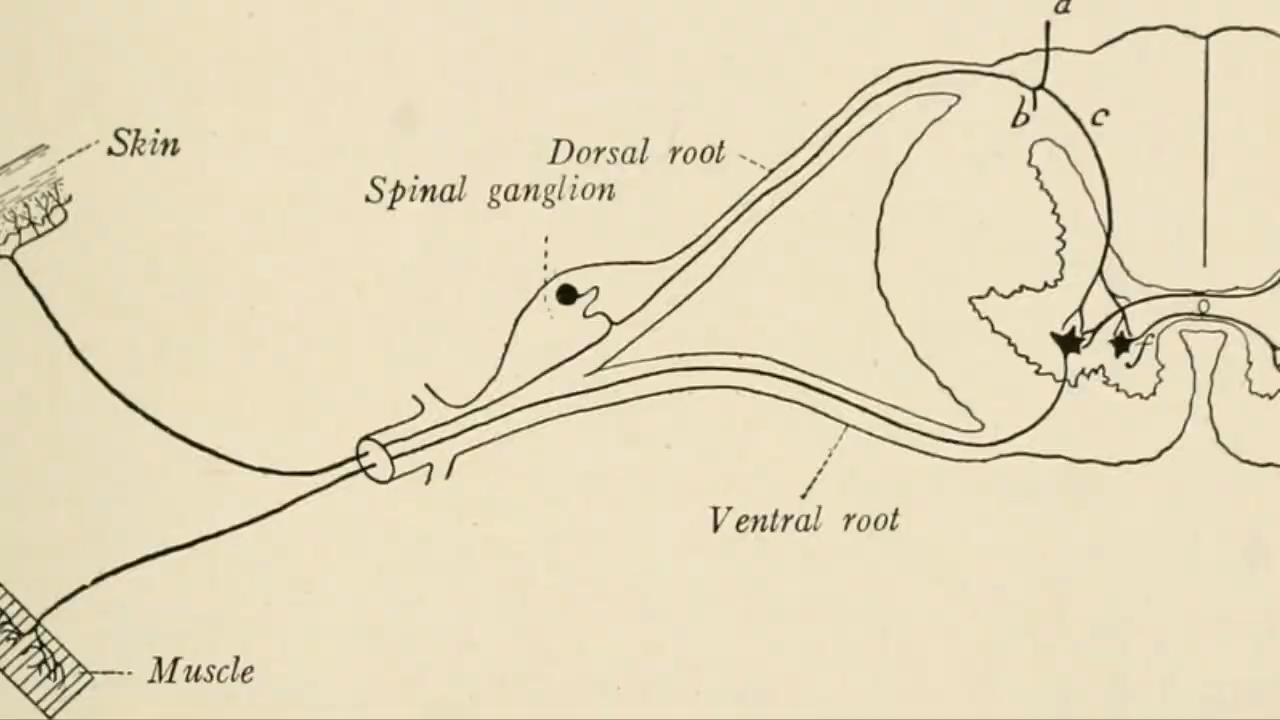 a
b
c
Skin
Dorsal root
Spinal ganglion
f
Ventral root
Muscle